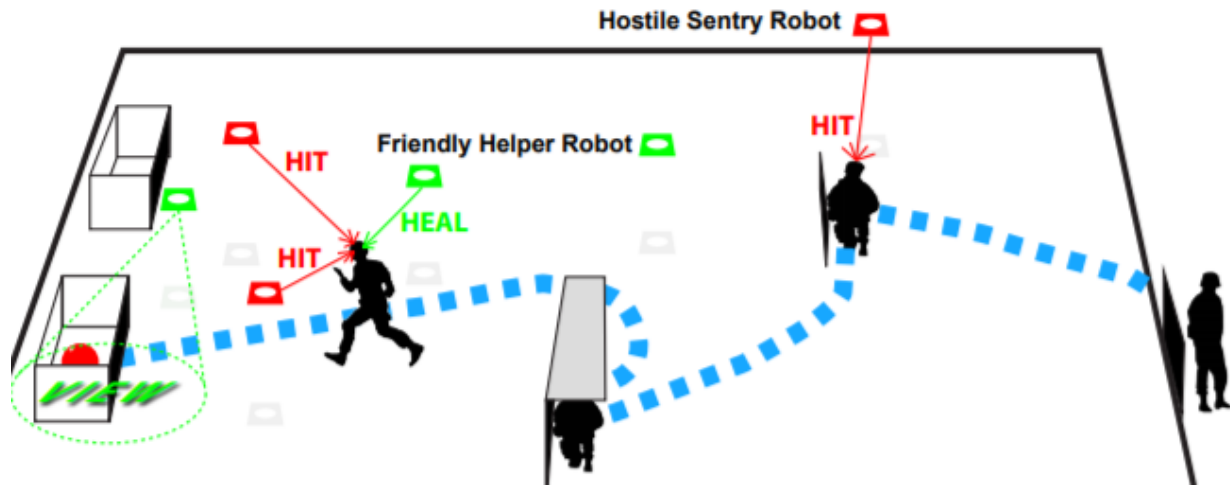 Hostile Sentry Robot
HIT
Friendly Helper Robot
HIT
HEAL
HIT
VIEW